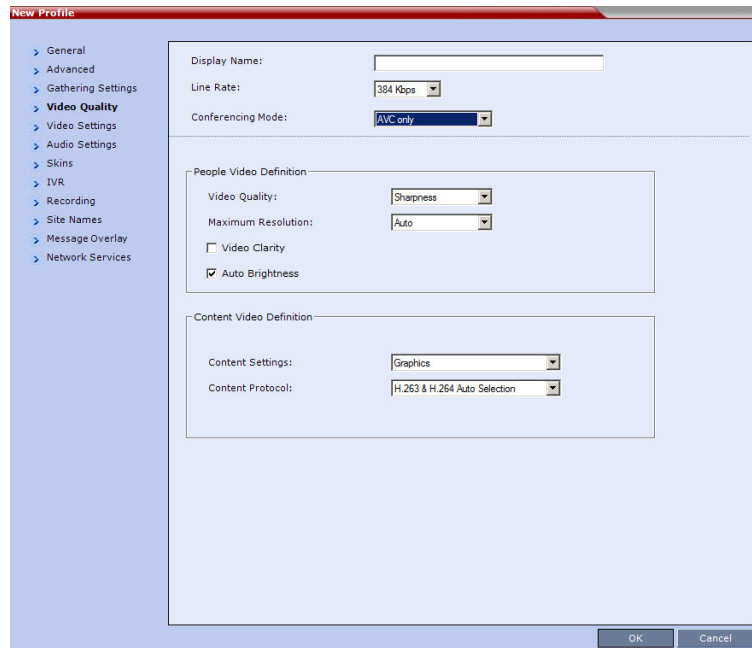 New Profile
General
Advanced
Gathering Settings
Video Quality
Video Settings
Audio Settings
Skins
IVR
Recording
Site Names
Message Overlay
Network Services
Display Name:
Line Rate: 384 Kbps
Conferencing Mode: AVC only
People Video Definition
Video Quality: Sharpness
Maximum Resolution: Auto
Video Clarity
Auto Brightness
Content Video Definition
Content Settings: Graphics
Content Protocol: H.263 & H.264 Auto Selection
OK Cancel